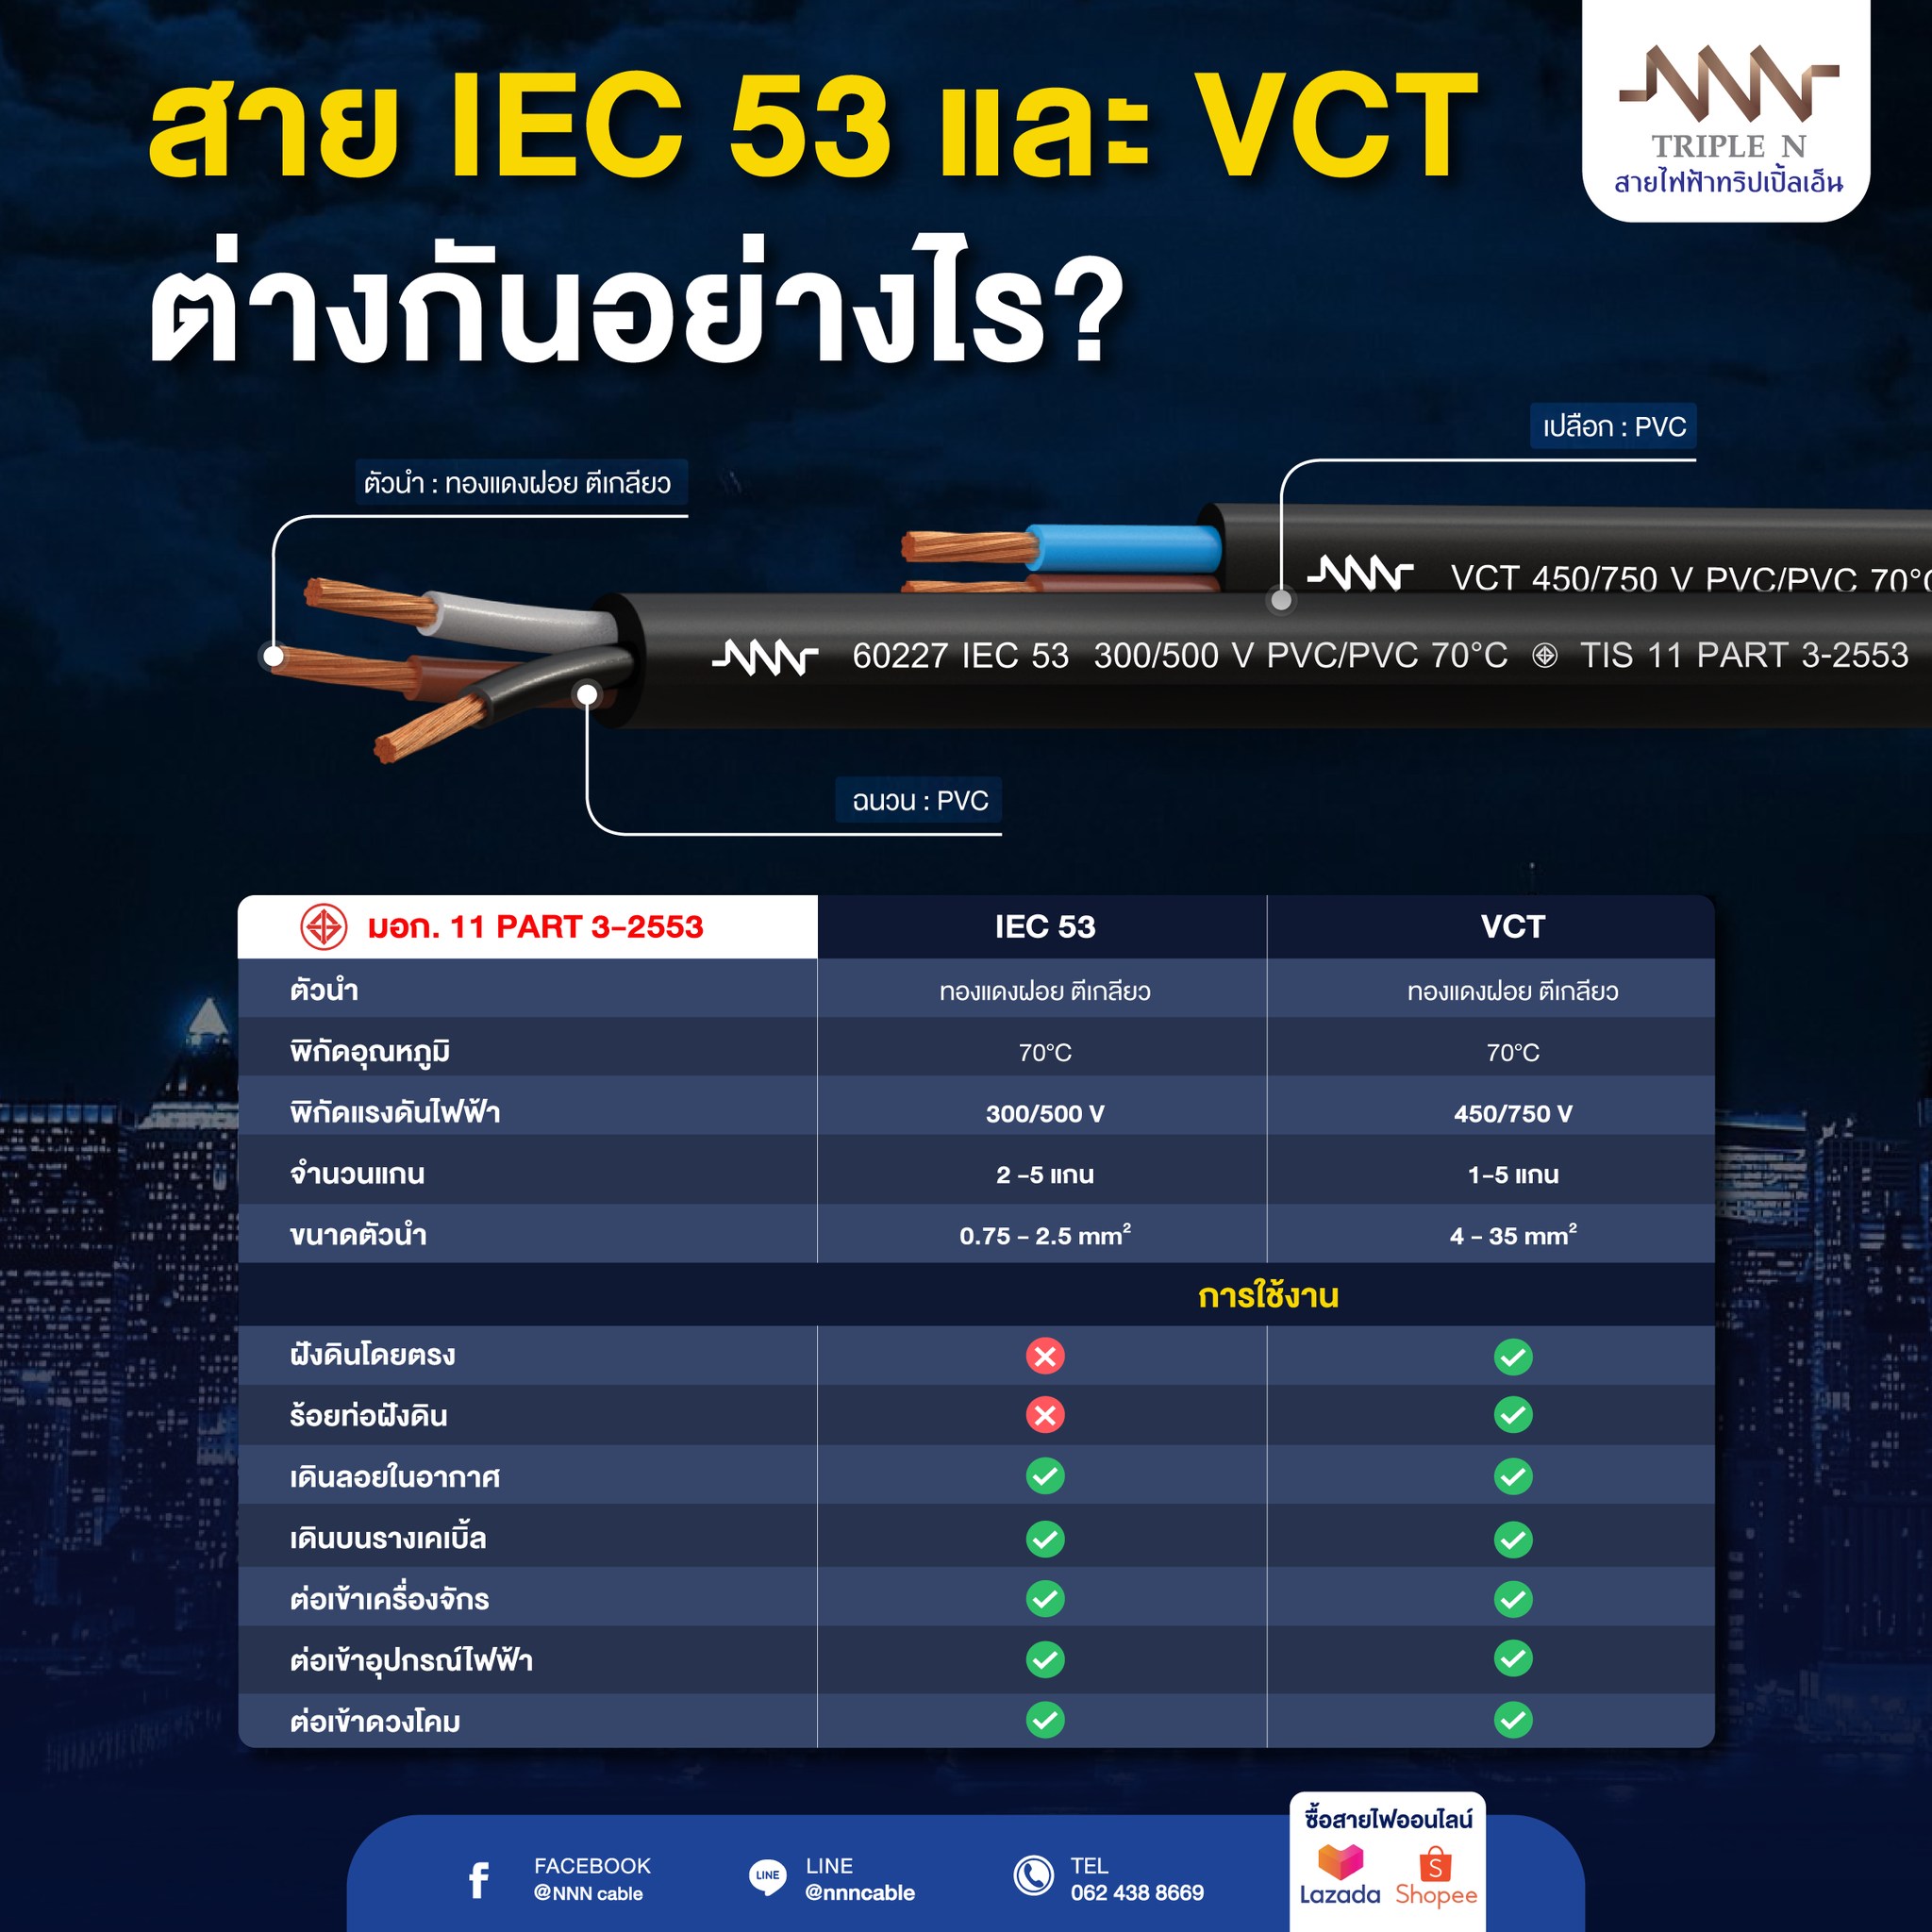 สาย IEC 53 และ VCT
ต่างกันอย่างไร?
TRIPLE N
สายไฟฟ้าทริปเปิ้ลเอ็น
เปลือก : PVC
ตัวนำ : ทองแดงฝอย ตีเกลียว
VCT 450/750 V PVC/PVC 70°C
60227 IEC 53 300/500 V PVC/PVC 70°C TIS 11 PART 3-2553
ฉนวน : PVC
มอก. 11 PART 3-2553 IEC 53 VCT
ตัวนำ ทองแดงฝอย ตีเกลียว ทองแดงฝอย ตีเกลียว
พิกัดอุณหภูมิ 70°C 70°C
พิกัดแรงดันไฟฟ้า 300/500 V 450/750 V
จำนวนแกน 2 -5 แกน 1-5 แกน
ขนาดตัวนำ 0.75 - 2.5 mm² 4 - 35 mm²
การใช้งาน
ฝังดินโดยตรง
ร้อยท่อฝังดิน
เดินลอยในอากาศ
เดินบนรางเคเบิ้ล
ต่อเข้าเครื่องจักร
ต่อเข้าอุปกรณ์ไฟฟ้า
ต่อเข้าดวงโคม
FACEBOOK
@NNN cable
LINE
LINE
@nnncable
TEL
062 438 8669
ซื้อสายไฟออนไลน์
Lazada Shopee